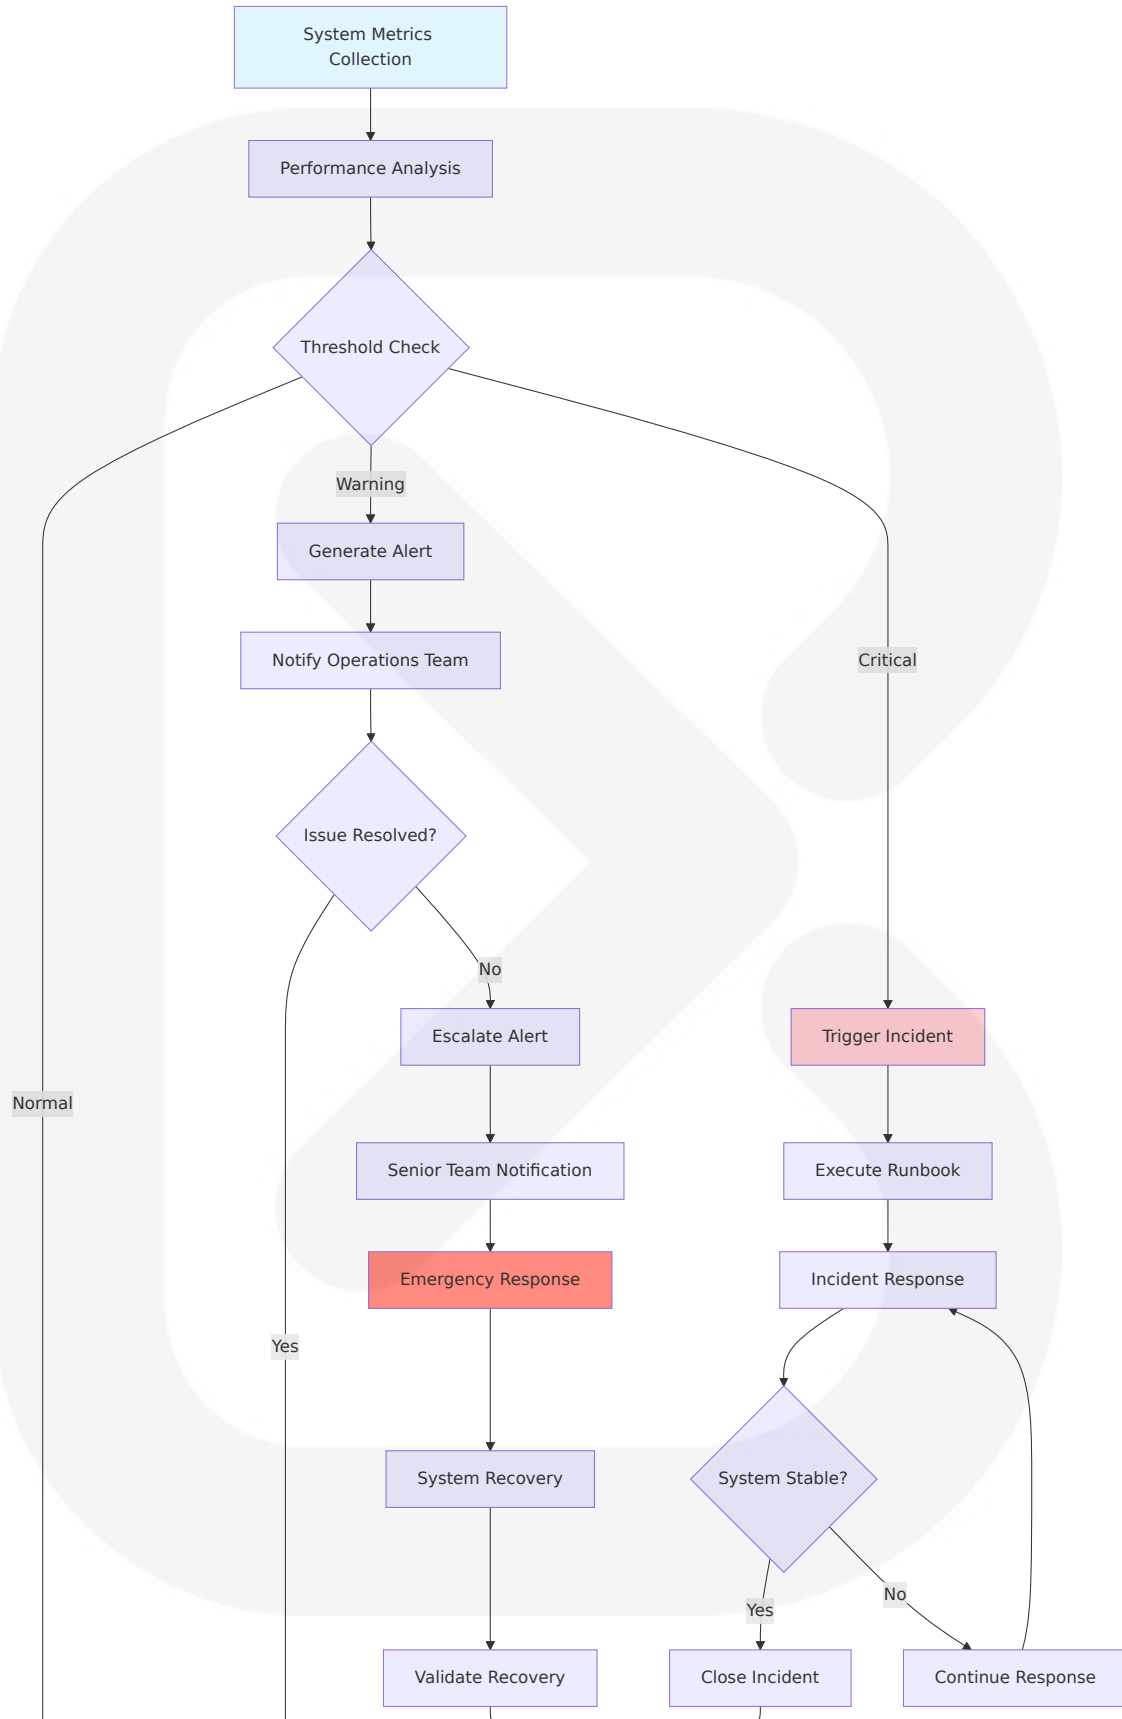 System Metrics
Collection
Performance Analysis
Threshold Check
Warning
Generate Alert
Notify Operations Team
Critical
Issue Resolved?
No
Escalate Alert
Trigger Incident
Normal
Senior Team Notification
Execute Runbook
Emergency Response
Incident Response
Yes
System Recovery
System Stable?
No
Yes
Validate Recovery
Close Incident
Continue Response